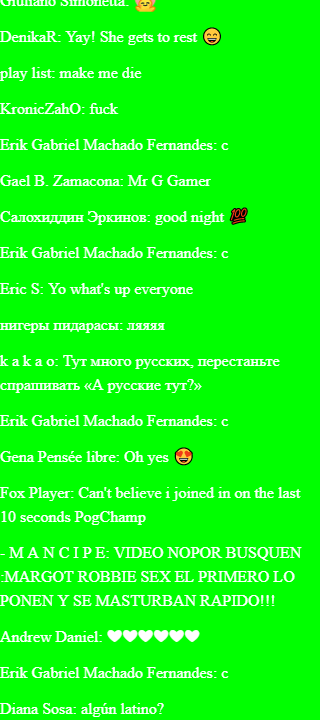 Giuliano Simonetta: 🤗
DenikaR: Yay! She gets to rest 😄
play list: make me die
KronicZahO: fuck
Erik Gabriel Machado Fernandes: c
Gael B. Zamacona: Mr G Gamer
Салохиддин Эркинов: good night 💯
Erik Gabriel Machado Fernandes: c
Eric S: Yo what's up everyone
нигеры пидарасы: ляяяя
k a k a o: Тут много русских, перестаньте
спрашивать «А русские тут?»
Erik Gabriel Machado Fernandes: c
Gena Pensée libre: Oh yes 😍
Fox Player: Can't believe i joined in on the last
10 seconds PogChamp
- M A N C I P E: VIDEO NOPOR BUSQUEN
:MARGOT ROBBIE SEX EL PRIMERO LO
PONEN Y SE MASTURBAN RAPIDO!!!
Andrew Daniel: 🤍🤍🤍🤍🤍🤍
Erik Gabriel Machado Fernandes: c
Diana Sosa: algún latino?